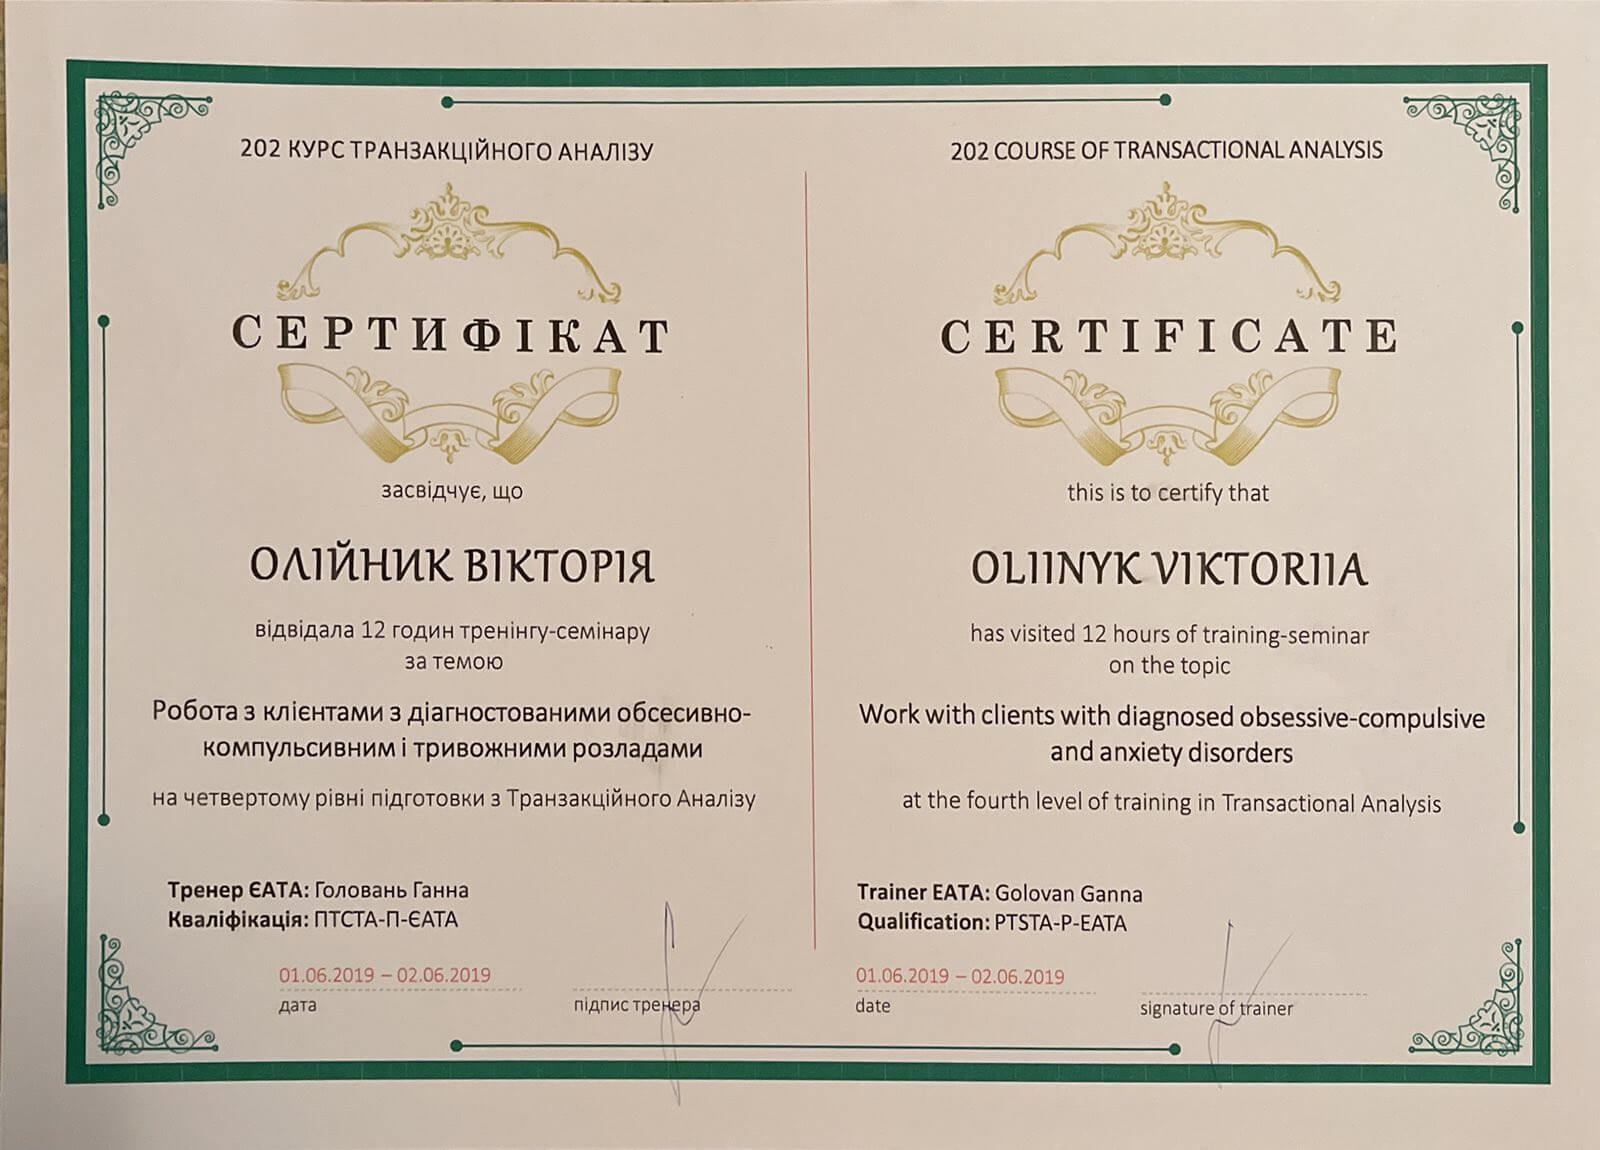 202 КУРС ТРАНЗАКЦІЙНОГО АНАЛІЗУ
СЕРТИФІКАТ
засвідчує, що
ОЛІЙНИК ВІКТОРІЯ
відвідала 12 годин тренінгу-семінару
за темою
Робота з клієнтами з діагностованими обсесивно-
компульсивним і тривожними розладами
на четвертому рівні підготовки з Транзакційного Аналізу
Тренер ЄАТА: Головань Ганна
Кваліфікація: ПТСТА-П-ЄАТА
01.06.2019 – 02.06.2019
дата
підпис тренера
202 COURSE OF TRANSACTIONAL ANALYSIS
CERTIFICATE
this is to certify that
OLIINYK VIKTORIIA
has visited 12 hours of training-seminar
on the topic
Work with clients with diagnosed obsessive-compulsive
and anxiety disorders
at the fourth level of training in Transactional Analysis
Trainer EATA: Golovan Ganna
Qualification: PTSTA-P-EATA
01.06.2019 – 02.06.2019
date
signature of trainer